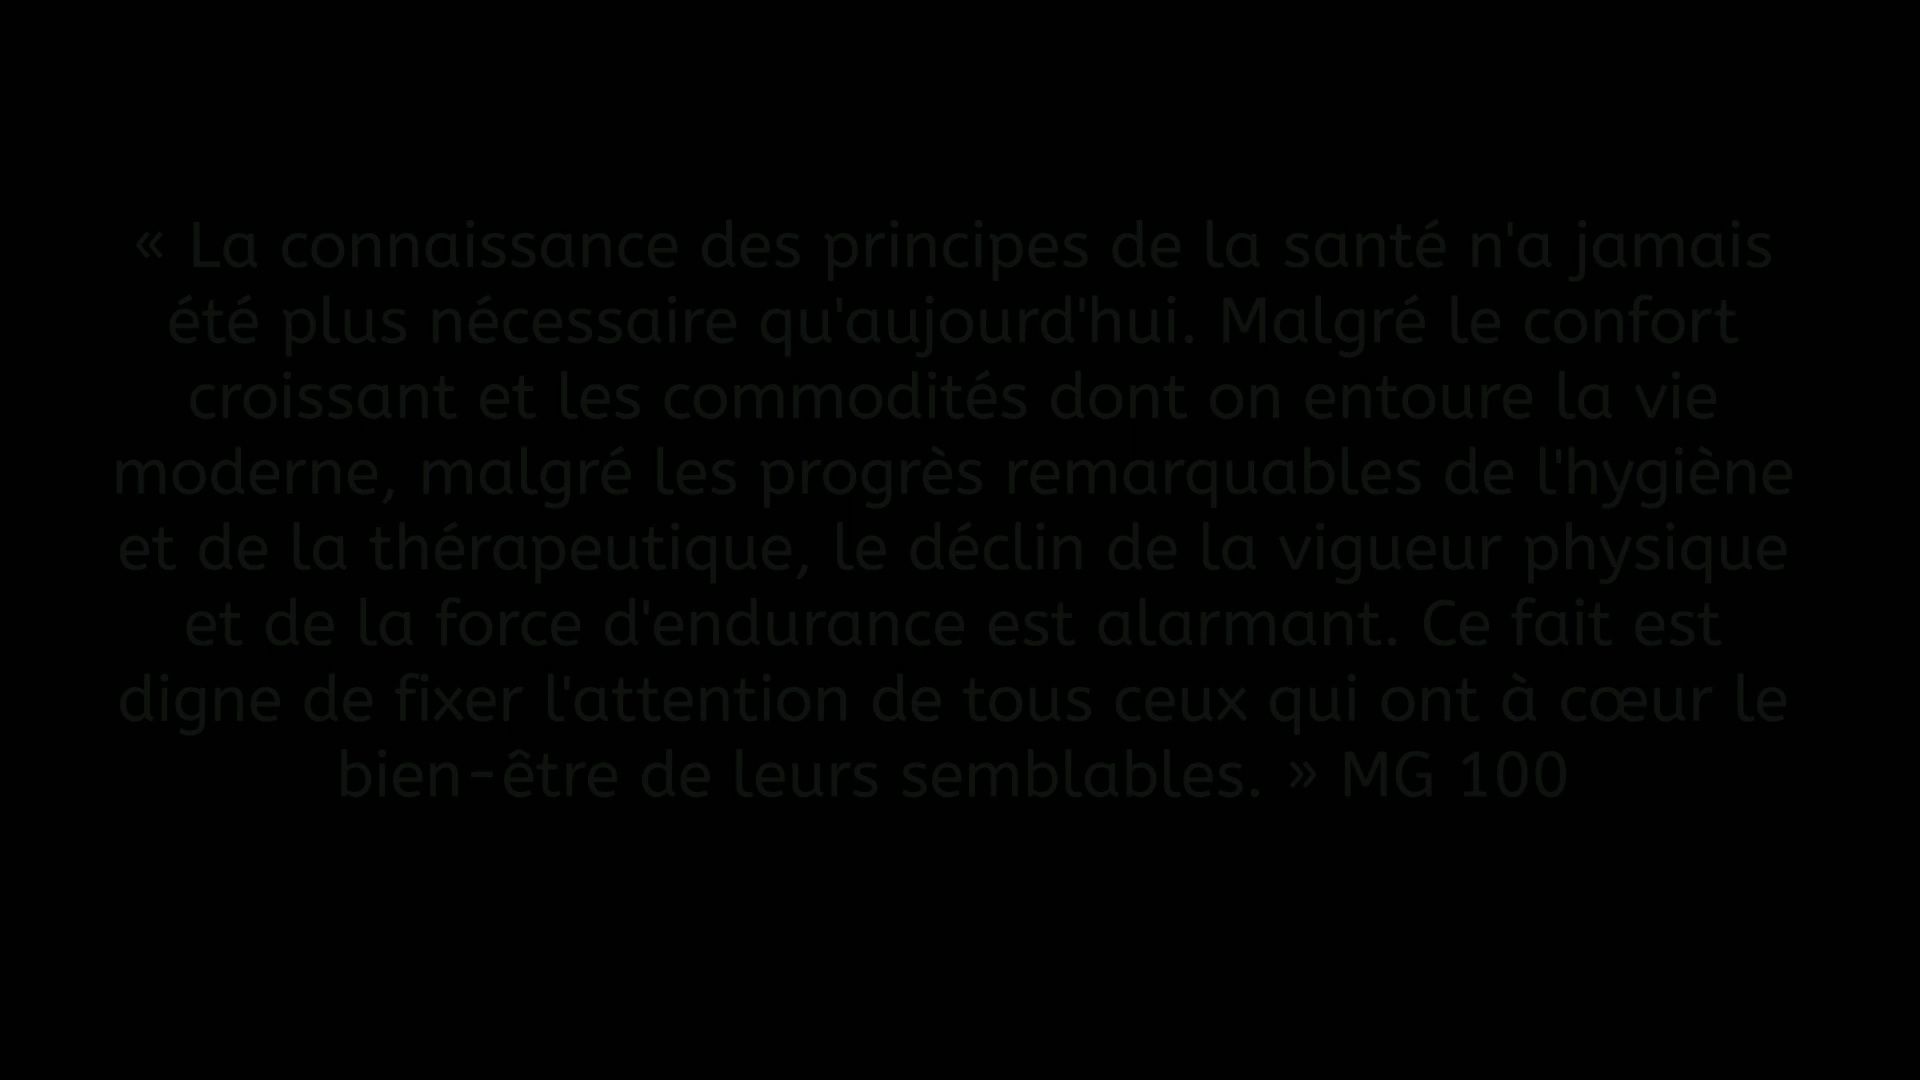 « La connaissance des principes de la santé n'a jamais
été plus nécessaire qu'aujourd'hui. Malgré le confort
croissant et les commodités dont on entoure la vie
moderne, malgré les progrès remarquables de l'hygiène
et de la thérapeutique, le déclin de la vigueur physique
et de la force d'endurance est alarmant. Ce fait est
digne de fixer l'attention de tous ceux qui ont à cœur le
bien-être de leurs semblables. » MG 100